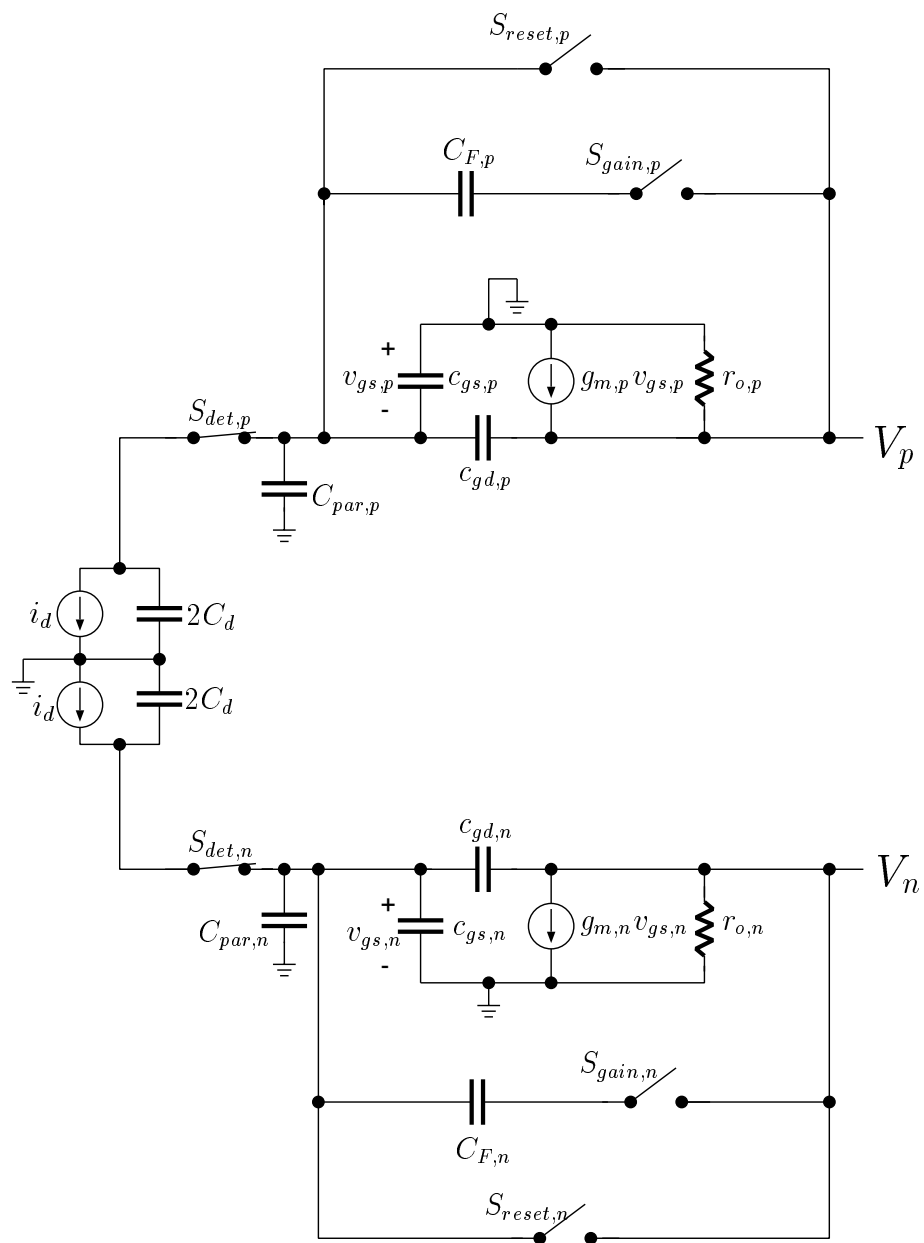 S_{reset,p}
C_{F,p}
S_{gain,p}
+
v_{gs,p} c_{gs,p} g_{m,p}v_{gs,p} r_{o,p}
-
S_{det,p}
V_p
c_{gd,p}
C_{par,p}
i_d 2C_d
i_d 2C_d
c_{gd,n}
S_{det,n}
V_n
+
C_{par,n} v_{gs,n} c_{gs,n} g_{m,n}v_{gs,n} r_{o,n}
-
S_{gain,n}
C_{F,n}
S_{reset,n}